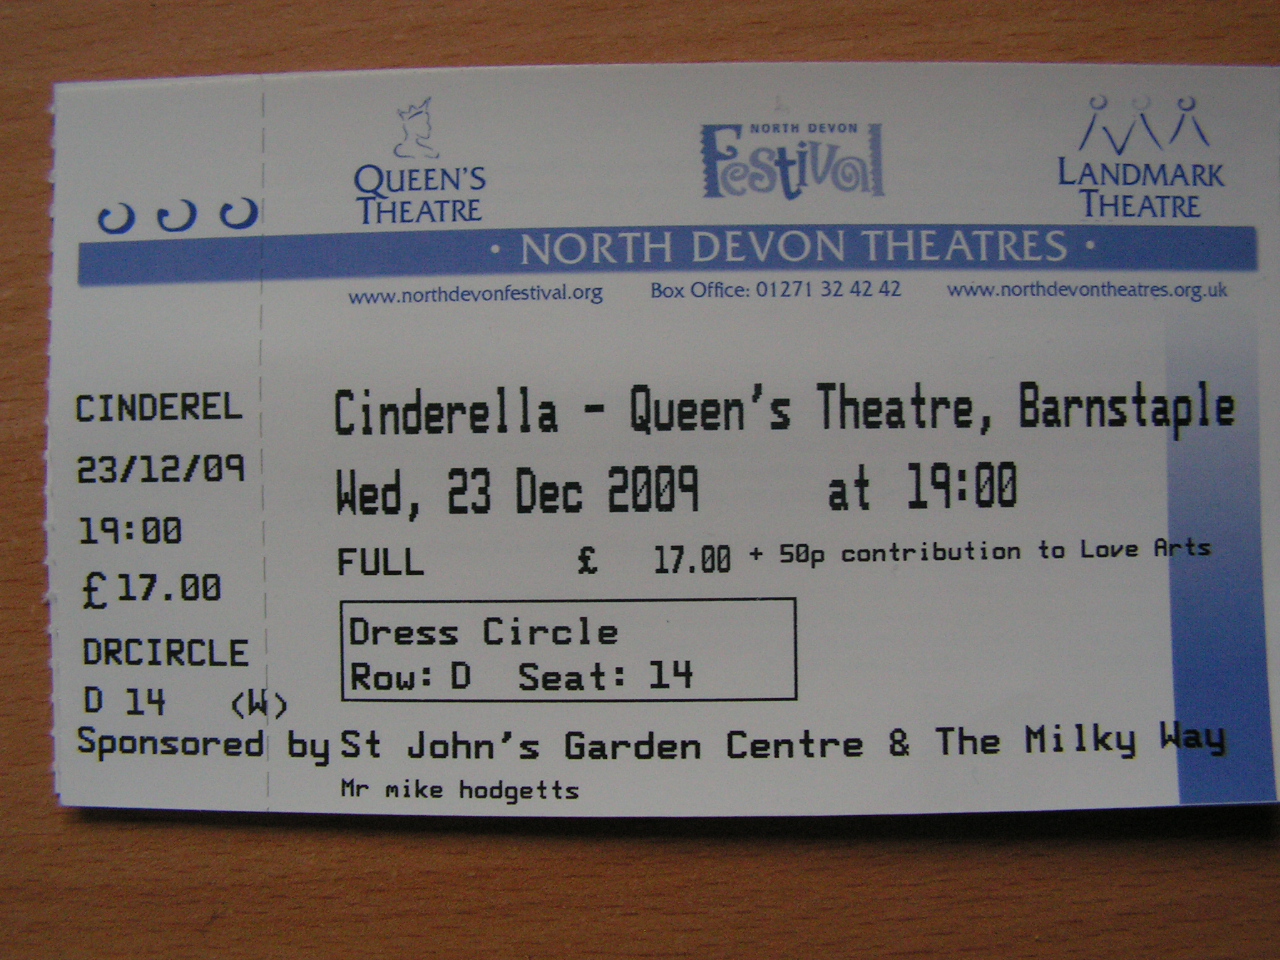 QUEEN'S
THEATRE
NORTH DEVON
Festival
LANDMARK
THEATRE
· NORTH DEVON THEATRES ·
www.northdevonfestival.org Box Office: 01271 32 42 42 www.northdevontheatres.org.uk
CINDEREL
23/12/09
19:00
£17.00
DRCIRCLE
D 14 (W)
Cinderella - Queen's Theatre, Barnstaple
Wed, 23 Dec 2009 at 19:00
FULL £ 17.00 + 50p contribution to Love Arts
Dress Circle
Row: D Seat: 14
Sponsored by St John's Garden Centre & The Milky Way
Mr mike hodgetts